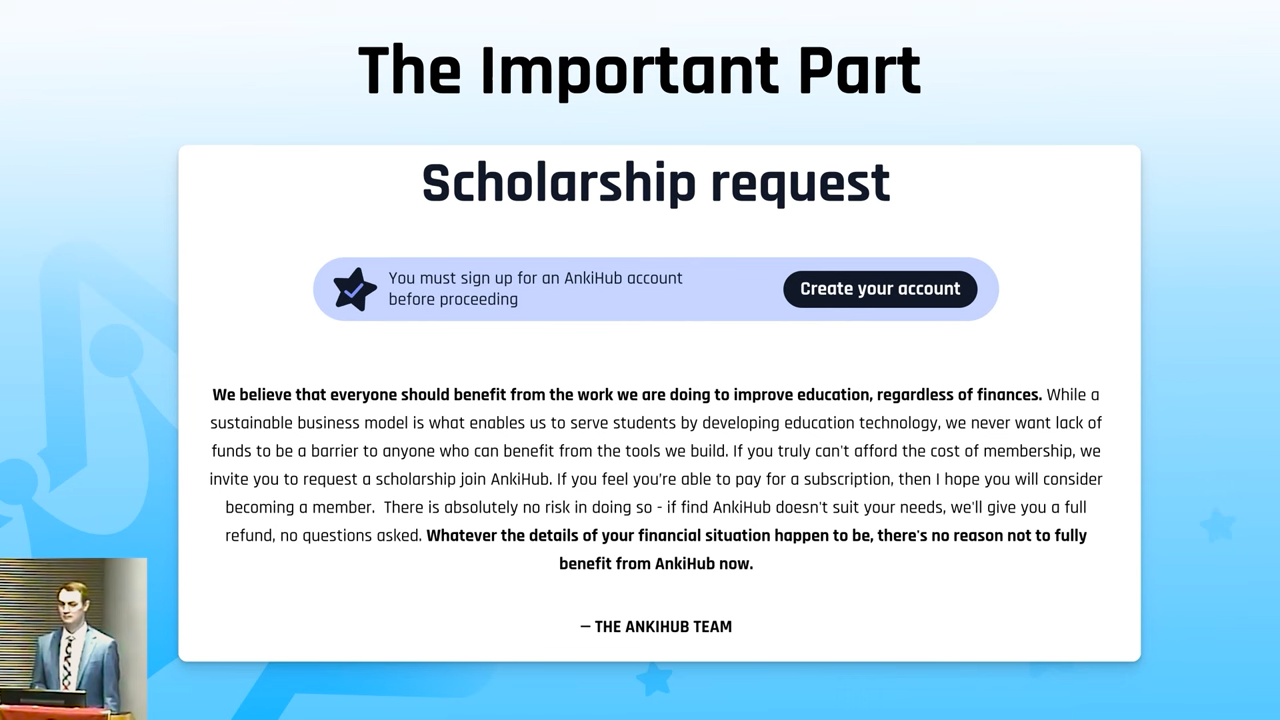 The Important Part
Scholarship request
You must sign up for an AnkiHub account
before proceeding
Create your account
We believe that everyone should benefit from the work we are doing to improve education, regardless of finances. While a
sustainable business model is what enables us to serve students by developing education technology, we never want lack of
funds to be a barrier to anyone who can benefit from the tools we build. If you truly can't afford the cost of membership, we
invite you to request a scholarship join AnkiHub. If you feel you're able to pay for a subscription, then I hope you will consider
becoming a member. There is absolutely no risk in doing so - if find AnkiHub doesn't suit your needs, we'll give you a full
refund, no questions asked. Whatever the details of your financial situation happen to be, there's no reason not to fully
benefit from AnkiHub now.
— THE ANKIHUB TEAM